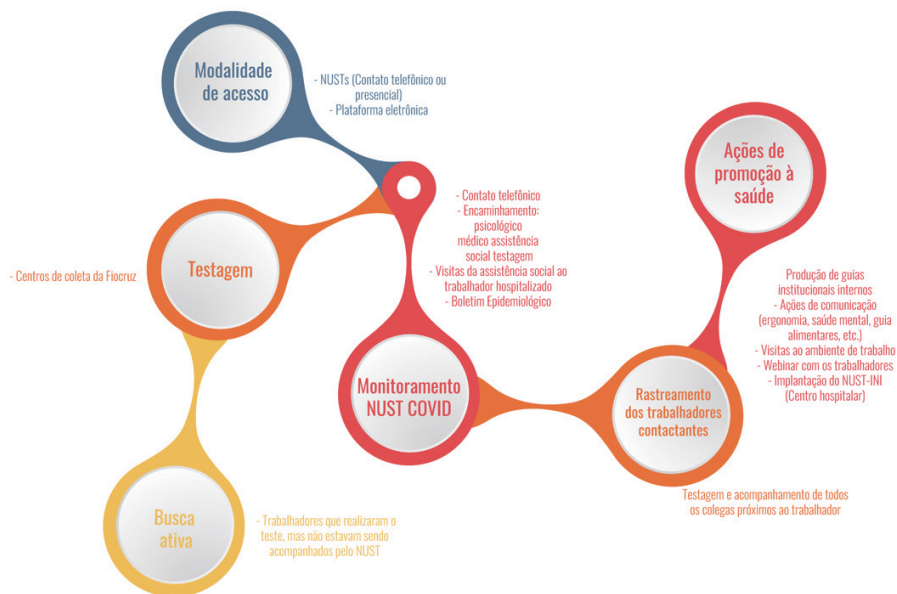 Modalidade
de acesso
- NUSTs (Contato telefônico ou
presencial)
- Plataforma eletrônica
Testagem
- Centros de coleta da Fiocruz
Busca
ativa
- Trabalhadores que realizaram o
teste, mas não estavam sendo
acompanhados pelo NUST
- Contato telefônico
- Encaminhamento:
psicológico
médico assistência
social testagem
- Visitas da assistência social ao
trabalhador hospitalizado
- Boletim Epidemiológico
Monitoramento
NUST COVID
Rastreamento
dos trabalhadores
contactantes
Testagem e acompanhamento de todos
os colegas próximos ao trabalhador
Ações de
promoção à
saúde
Produção de guias
institucionais internos
- Ações de comunicação
(ergonomia, saúde mental, guia
alimentares, etc.)
- Visitas ao ambiente de trabalho
- Webinar com os trabalhadores
- Implantação do NUST-INI
(Centro hospitalar)